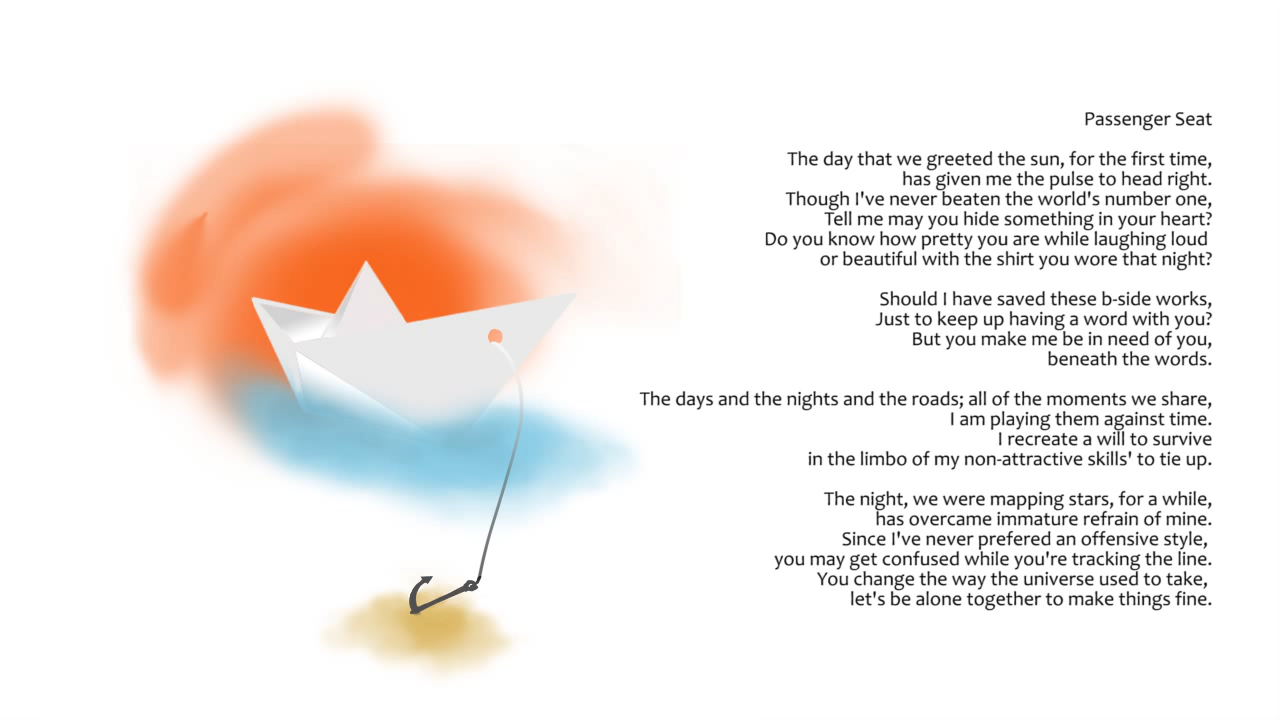 Passenger Seat
The day that we greeted the sun, for the first time,
has given me the pulse to head right.
Though I've never beaten the world's number one,
Tell me may you hide something in your heart?
Do you know how pretty you are while laughing loud
or beautiful with the shirt you wore that night?
Should I have saved these b-side works,
Just to keep up having a word with you?
But you make me be in need of you,
beneath the words.
The days and the nights and the roads; all of the moments we share,
I am playing them against time.
I recreate a will to survive
in the limbo of my non-attractive skills' to tie up.
The night, we were mapping stars, for a while,
has overcame immature refrain of mine.
Since I've never prefered an offensive style,
you may get confused while you're tracking the line.
You change the way the universe used to take,
let's be alone together to make things fine.